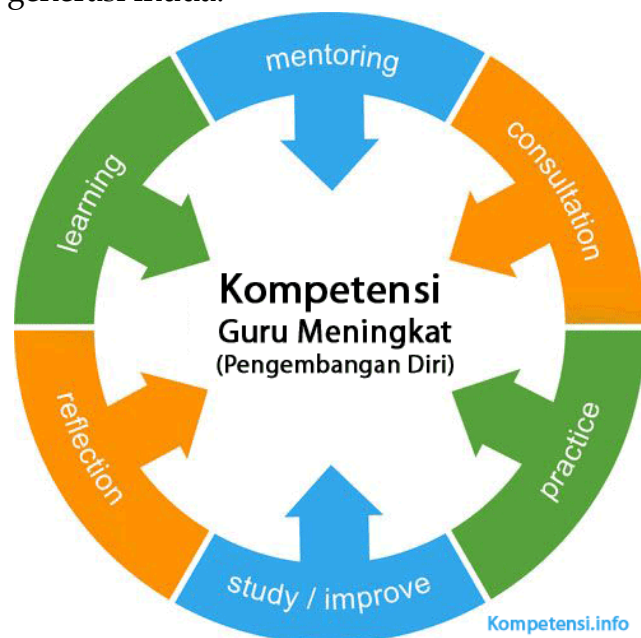 mentoring
consultation
learning
Kompetensi
Guru Meningkat
(Pengembangan Diri)
reflection
practice
study / improve
Kompetensi.info